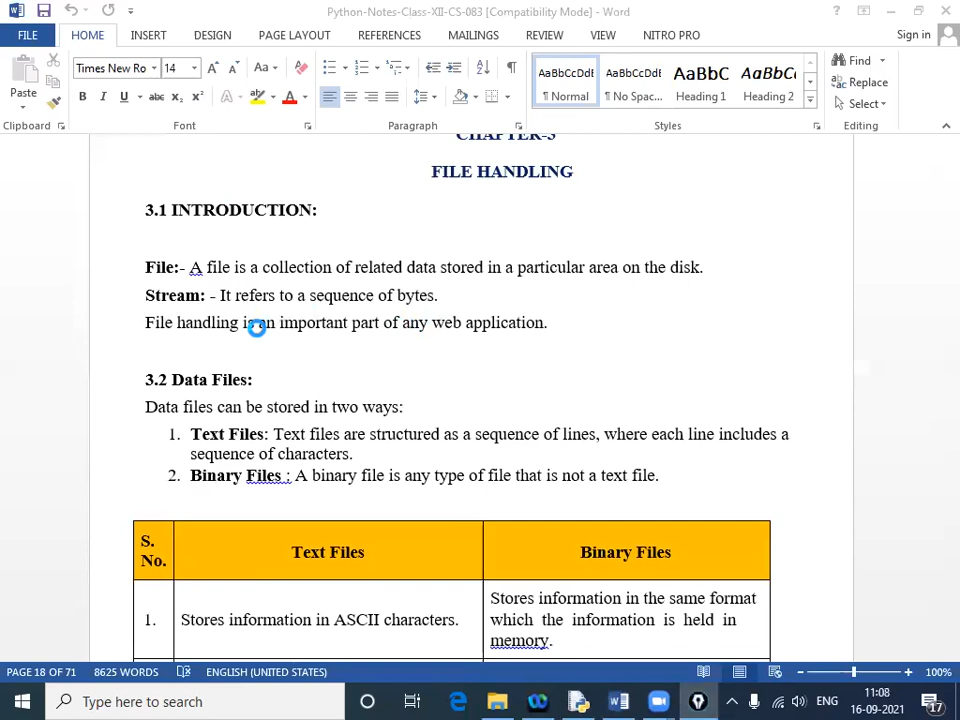 Python-Notes-Class-XII-CS-083 [Compatibility Mode] - Word
FILE HOME INSERT DESIGN PAGE LAYOUT REFERENCES MAILINGS REVIEW VIEW NITRO PRO Sign in
Times New Ro 14 Aa
AaBbCcDdE AaBbCcDdE AaBbC AaBbCc
Find
Replace
Select
Paste
B I U abc x₂ x² A A
¶ Normal ¶ No Spac... Heading 1 Heading 2
Clipboard Font Paragraph Styles Editing
CHAPTER-3
FILE HANDLING
3.1 INTRODUCTION:
File:- A file is a collection of related data stored in a particular area on the disk.
Stream: - It refers to a sequence of bytes.
File handling is an important part of any web application.
3.2 Data Files:
Data files can be stored in two ways:
1. Text Files: Text files are structured as a sequence of lines, where each line includes a
sequence of characters.
2. Binary Files : A binary file is any type of file that is not a text file.
S.
No.
Text Files
Binary Files
1.
Stores information in ASCII characters.
Stores information in the same format
which the information is held in
memory.
PAGE 18 OF 71 8625 WORDS ENGLISH (UNITED STATES) 100%
Type here to search
ENG
11:08
16-09-2021
17